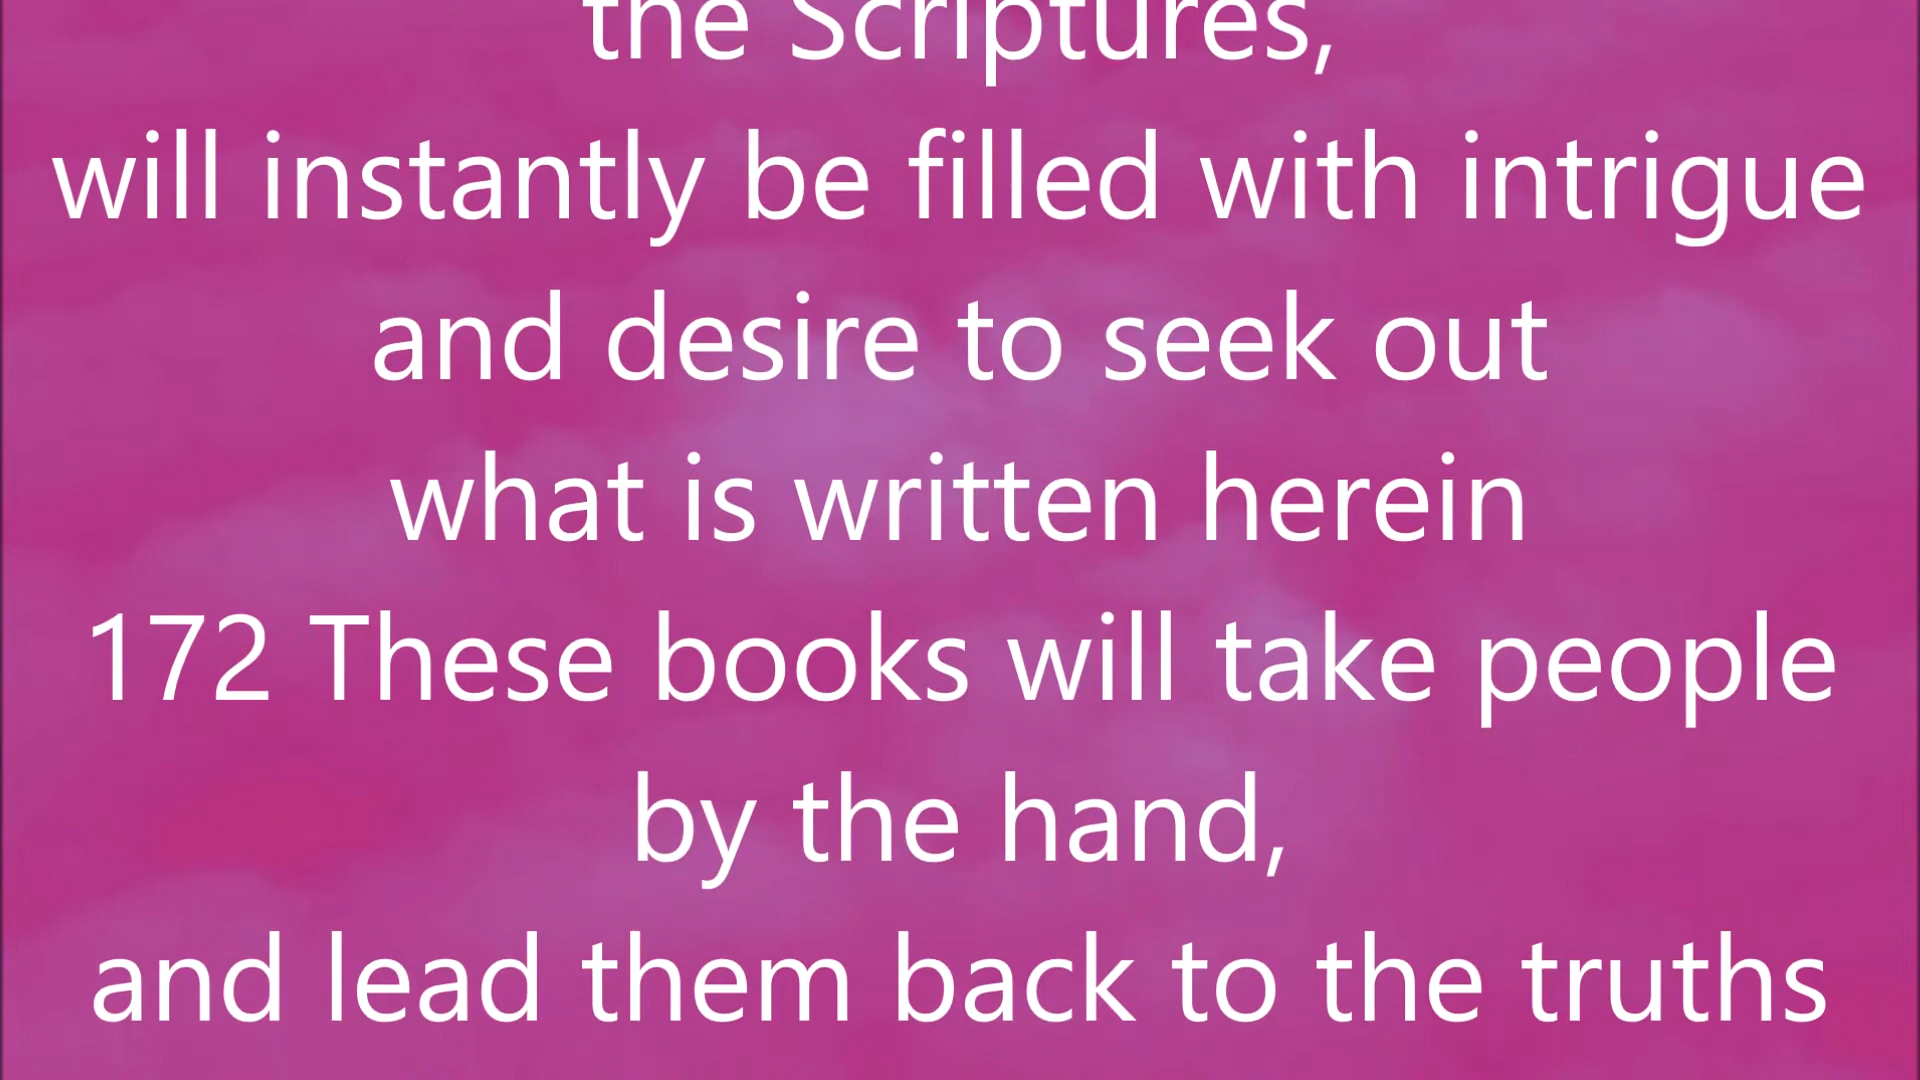 the Scriptures,
will instantly be filled with intrigue
and desire to seek out
what is written herein
172 These books will take people
by the hand,
and lead them back to the truths